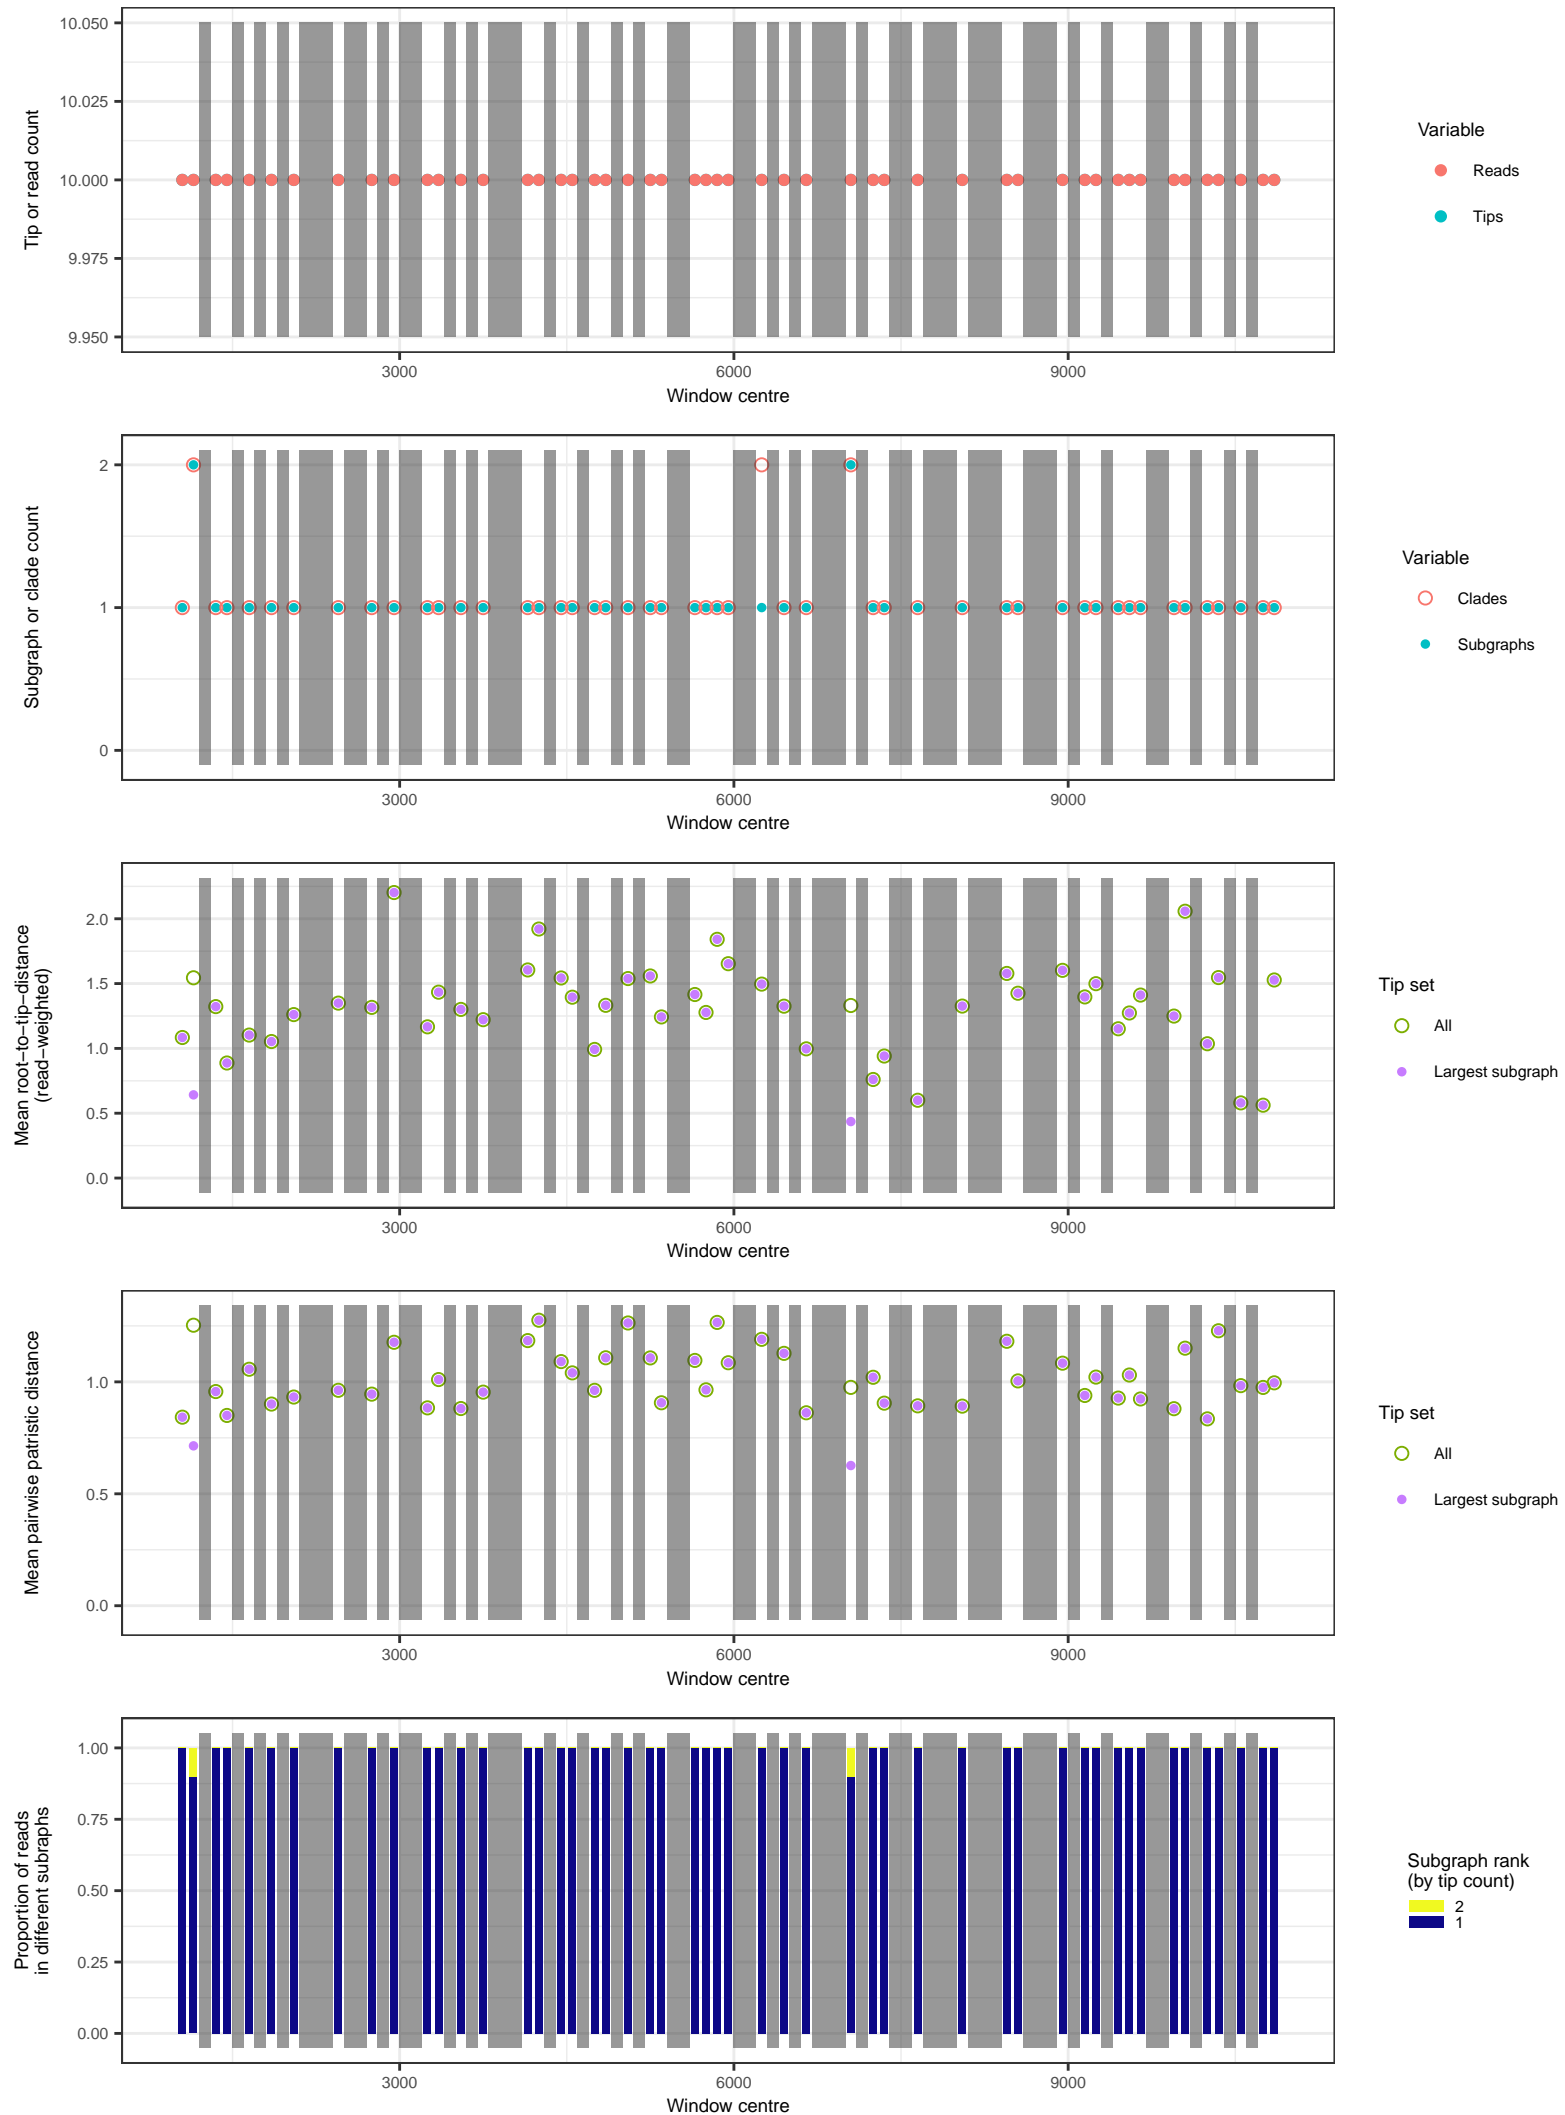 10.050
10.025
10.000
9.975
9.950
Tip or read count
3000
6000
9000
Window centre
Variable
Reads
Tips
2
1
0
Subgraph or clade count
3000
6000
9000
Window centre
Variable
Clades
Subgraphs
2.0
1.5
1.0
0.5
0.0
Mean root−to−tip−distance
(read−weighted)
3000
6000
9000
Window centre
Tip set
All
Largest subgraph
1.0
0.5
0.0
Mean pairwise patristic distance
3000
6000
9000
Window centre
Tip set
All
Largest subgraph
1.00
0.75
0.50
0.25
0.00
Proportion of reads
in different subraphs
3000
6000
9000
Window centre
Subgraph rank
(by tip count)
2
1